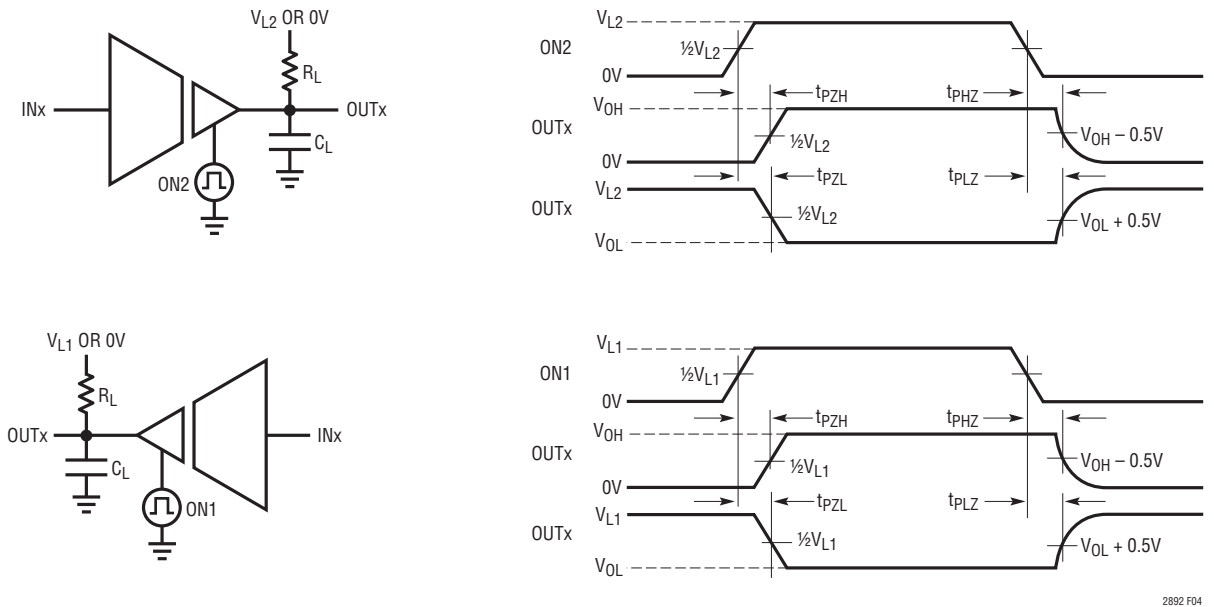 VL2 OR 0V
RL
INx
OUTx
CL
ON2
VL2
ON2
½VL2
0V
tPZH
tPHZ
VOH
OUTx
½VL2
VOH – 0.5V
0V
tPZL
tPLZ
VL2
OUTx
½VL2
VOL + 0.5V
VOL
VL1 OR 0V
RL
OUTx
INx
CL
ON1
VL1
ON1
½VL1
0V
tPZH
tPHZ
VOH
OUTx
½VL1
VOH – 0.5V
0V
tPZL
tPLZ
VL1
OUTx
½VL1
VOL + 0.5V
VOL
2892 F04